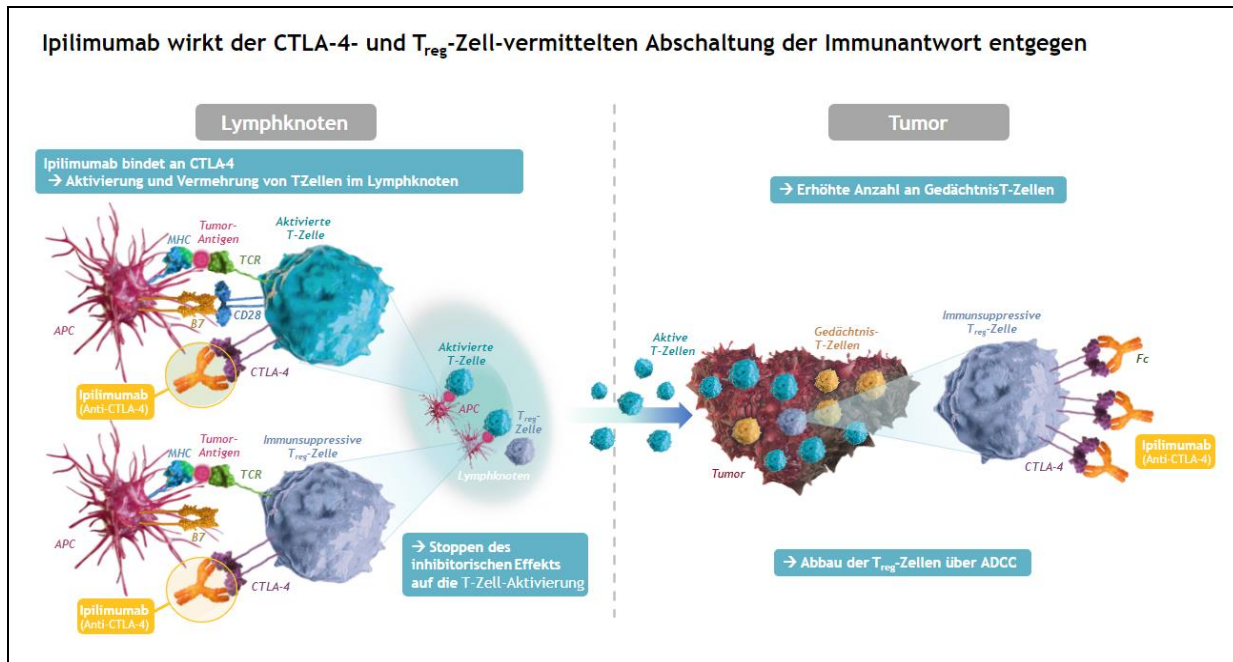 Ipilimumab wirkt der CTLA-4- und Treg-Zell-vermittelten Abschaltung der Immunantwort entgegen
Lymphknoten
Ipilimumab bindet an CTLA-4
→ Aktivierung und Vermehrung von T-Zellen im Lymphknoten
MHC
Tumor-
Antigen
TCR
Aktivierte
T-Zelle
APC
B7
CD28
CTLA-4
Ipilimumab
(Anti-CTLA-4)
MHC
Tumor-
Antigen
TCR
Immunsuppressive
Treg-Zelle
APC
B7
CTLA-4
Ipilimumab
(Anti-CTLA-4)
Aktivierte
T-Zelle
APC
Treg-
Zelle
Lymphknoten
→ Stoppen des
inhibitorischen Effekts
auf die T-Zell-Aktivierung
Tumor
→ Erhöhte Anzahl an GedächtnisT-Zellen
Aktive
T-Zellen
Gedächtnis-
T-Zellen
Immunsuppressive
Treg-Zelle
Fc
Tumor
CTLA-4
Ipilimumab
(Anti-CTLA-4)
→ Abbau der Treg-Zellen über ADCC